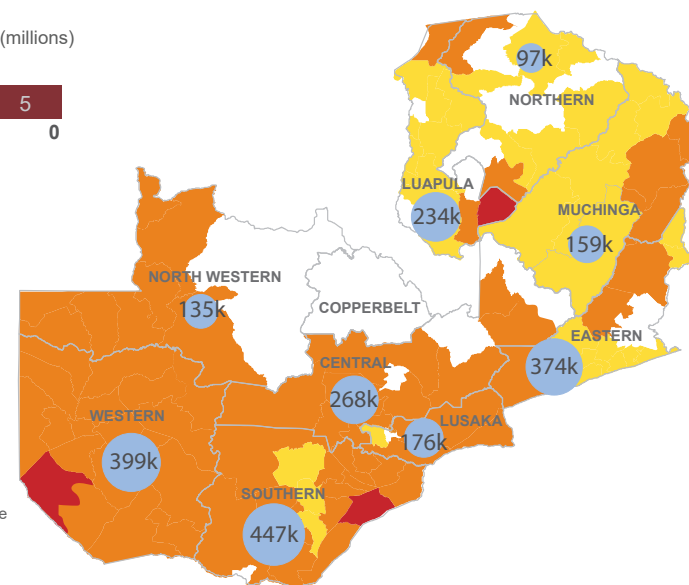 (millions)
5
0
97k
NORTHERN
LUAPULA
234k
MUCHINGA
159k
NORTH WESTERN
135k
COPPERBELT
EASTERN
374k
CENTRAL
268k
LUSAKA
176k
WESTERN
399k
SOUTHERN
447k
e